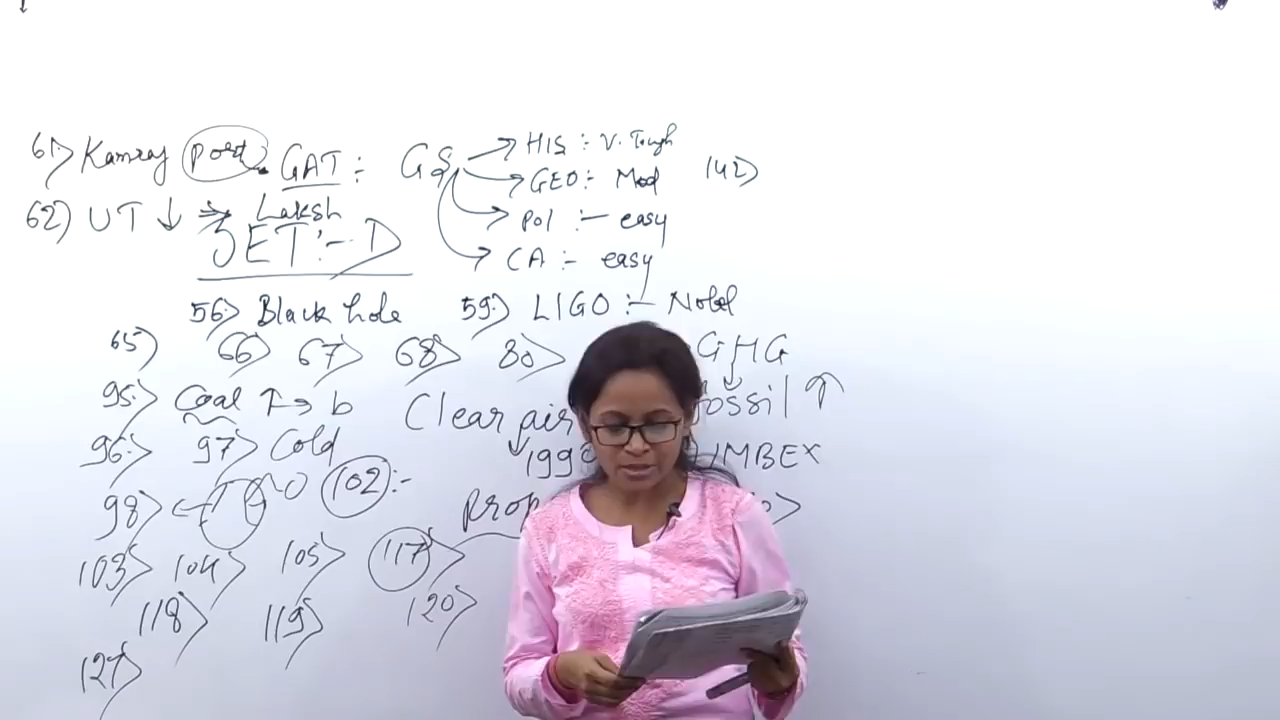 61> Kamraj port. GAT : GS HIS :- V. Tough
GEO :- Mod 142>
62) UT ↓ → Laksh
Pol :- easy
SET :- D
CA :- easy
56> Black hole 59> LIGO :- Nobel
65) 66> 67> 68> 80> GHG
95> Coal ↑→ b Clear air fossil ↑
96> 97> Cold 199 IMBEX
98> 102 :- prop
103> 104> 105> 117>
118> 119> 120>
127>